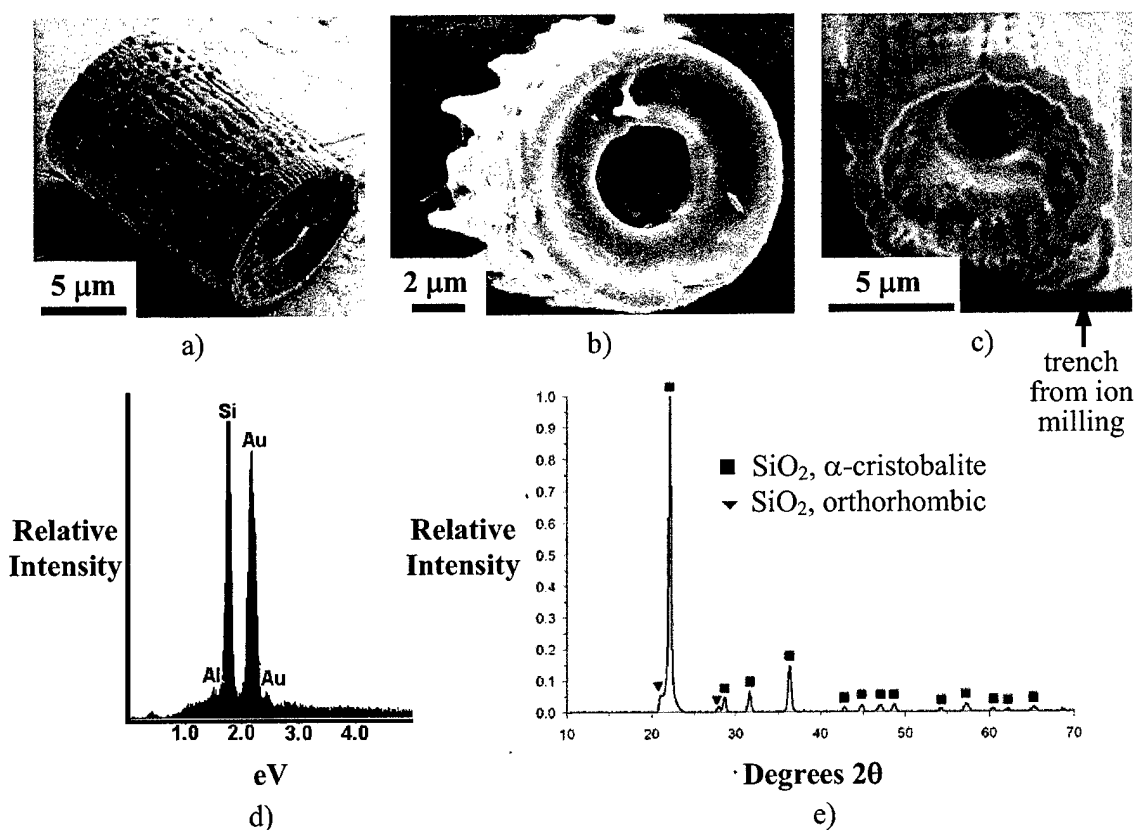 5 μm
2 μm
5 μm
a)
b)
c)
trench
from ion
milling
Si
Au
Al
Au
Relative
Intensity
1.0 2.0 3.0 4.0
eV
d)
1.0
0.9
0.8
0.7
0.6
0.5
0.4
0.3
0.2
0.1
0.0
Relative
Intensity
■ SiO₂, α-cristobalite
▼ SiO₂, orthorhombic
10 20 30 40 50 60 70
Degrees 2θ
e)